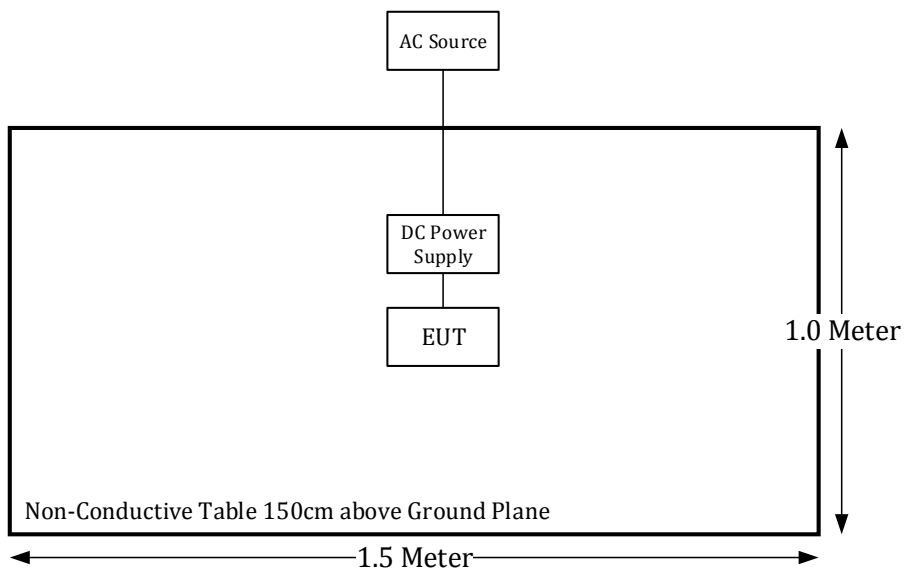 AC Source
DC Power
Supply
EUT
1.0 Meter
Non-Conductive Table 150cm above Ground Plane
1.5 Meter